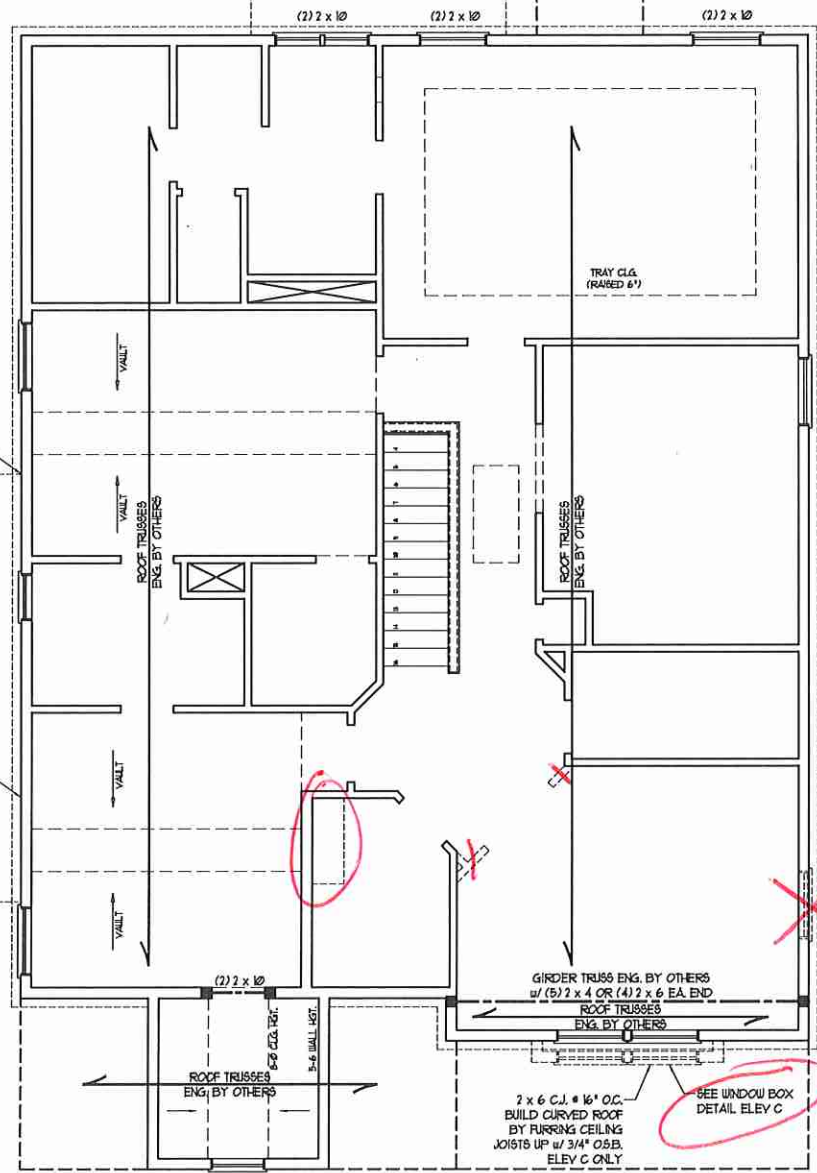 (2) 2 x 10
(2) 2 x 10
(2) 2 x 10
TRAY CLG.
(RAISED 6")
VAULT
VAULT
ROOF TRUSSES
ENG. BY OTHERS
ROOF TRUSSES
ENG. BY OTHERS
VAULT
VAULT
(2) 2 x 10
8-0 CLG. HGT.
5-6 WALL HGT.
ROOF TRUSSES
ENG. BY OTHERS
GIRDER TRUSS ENG. BY OTHERS
w/ (5) 2 x 4 OR (4) 2 x 6 EA. END
ROOF TRUSSES
ENG. BY OTHERS
2 x 6 C.J. @ 16" O.C.
BUILD CURVED ROOF
BY FURRING CEILING
JOISTS UP w/ 3/4" O.S.B.
ELEV C ONLY
SEE WINDOW BOX
DETAIL ELEV C